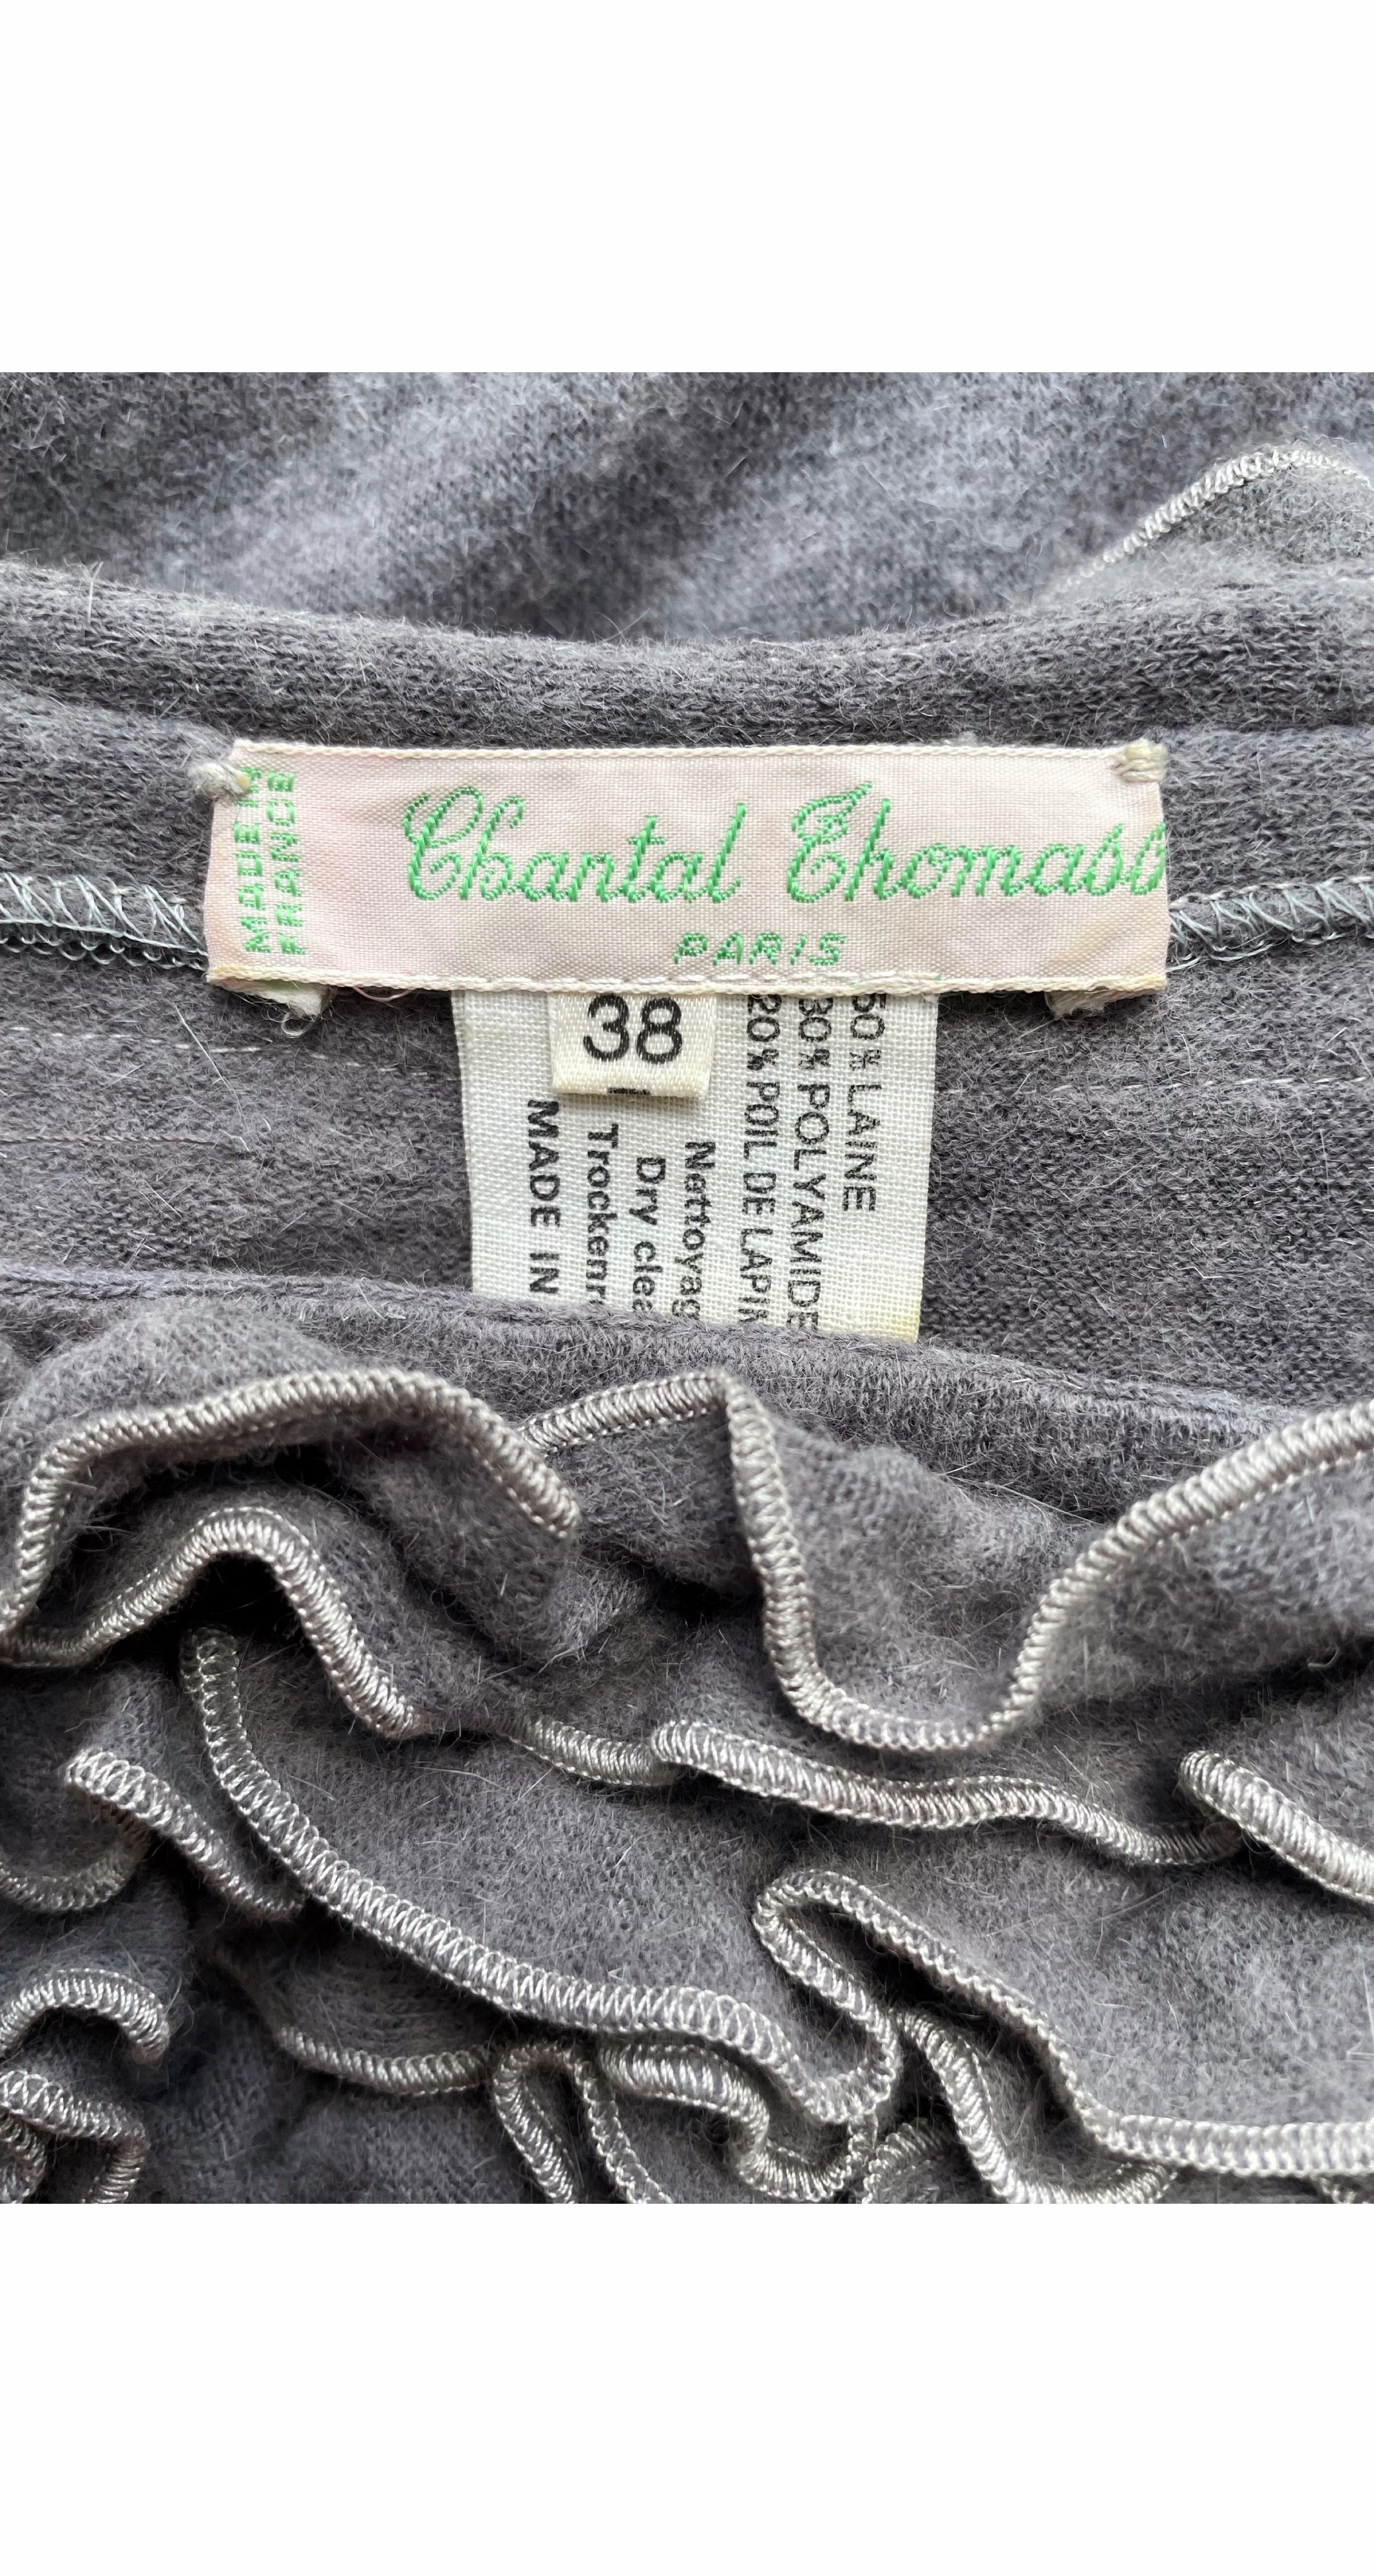 MADE IN
FRANCE
Chantal Thomass
PARIS
38
50% LAINE
30% POLYAMIDE
20% POIL DE LAPIN
Nettoyag
Dry clea
Trockenr
MADE IN